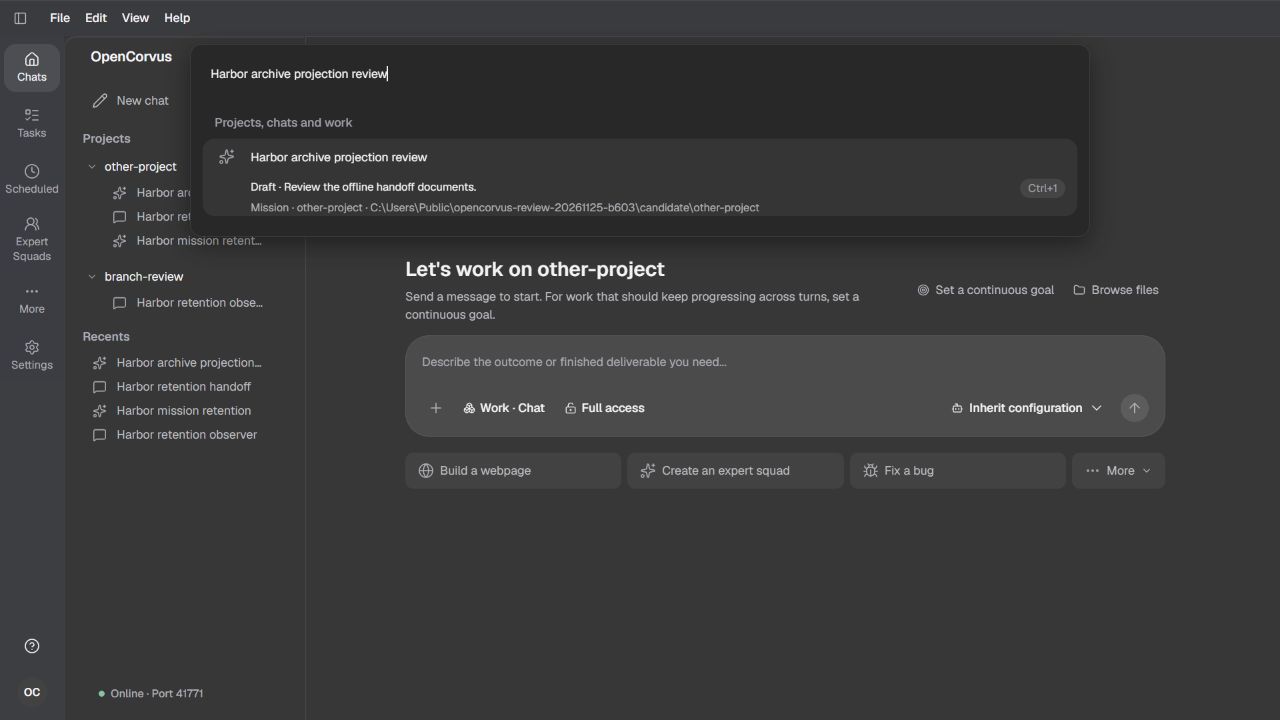 File Edit View Help
Chats
Tasks
Scheduled
Expert
Squads
More
Settings
OC
OpenCorvus
New chat
Projects
other-project
Harbor arc
Harbor ret
Harbor mission retent...
branch-review
Harbor retention obse...
Recents
Harbor archive projection...
Harbor retention handoff
Harbor mission retention
Harbor retention observer
Online · Port 41771
Harbor archive projection review
Projects, chats and work
Harbor archive projection review
Draft · Review the offline handoff documents.
Ctrl+1
Mission · other-project · C:\Users\Public\opencorvus-review-20261125-b603\candidate\other-project
Let's work on other-project
Send a message to start. For work that should keep progressing across turns, set a
continuous goal.
Set a continuous goal
Browse files
Describe the outcome or finished deliverable you need...
Work · Chat
Full access
Inherit configuration
Build a webpage
Create an expert squad
Fix a bug
More